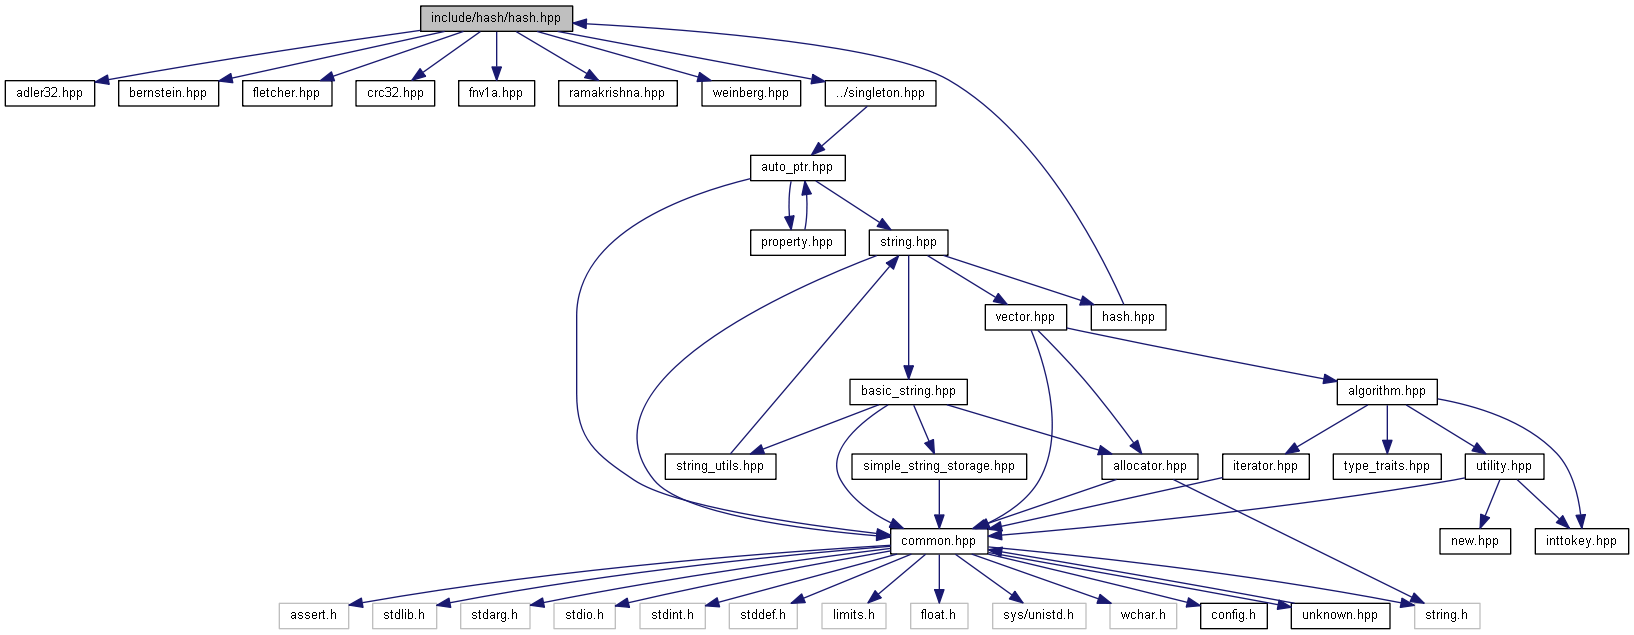 include/hash/hash.hpp
adler32.hpp
bernstein.hpp
fletcher.hpp
crc32.hpp
fnv1a.hpp
ramakrishna.hpp
weinberg.hpp
../singleton.hpp
auto_ptr.hpp
property.hpp
string.hpp
vector.hpp
hash.hpp
basic_string.hpp
algorithm.hpp
string_utils.hpp
simple_string_storage.hpp
allocator.hpp
iterator.hpp
type_traits.hpp
utility.hpp
common.hpp
new.hpp
inttokey.hpp
assert.h
stdlib.h
stdarg.h
stdio.h
stdint.h
stddef.h
limits.h
float.h
sys/unistd.h
wchar.h
config.h
unknown.hpp
string.h